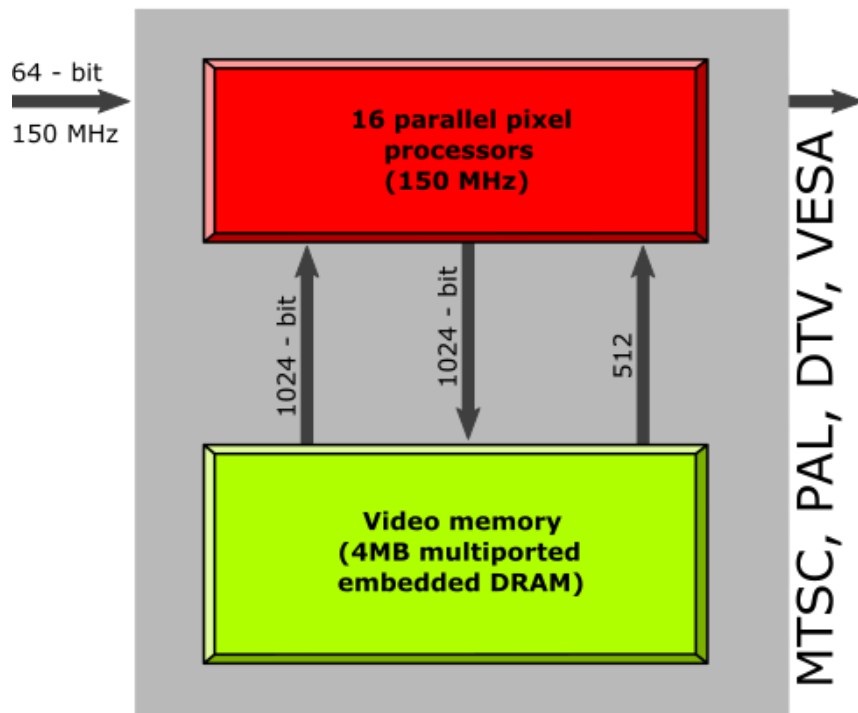 64 - bit
150 MHz
16 parallel pixel
processors
(150 MHz)
1024 - bit
1024 - bit
512
Video memory
(4MB multiported
embedded DRAM)
MTSC, PAL, DTV, VESA